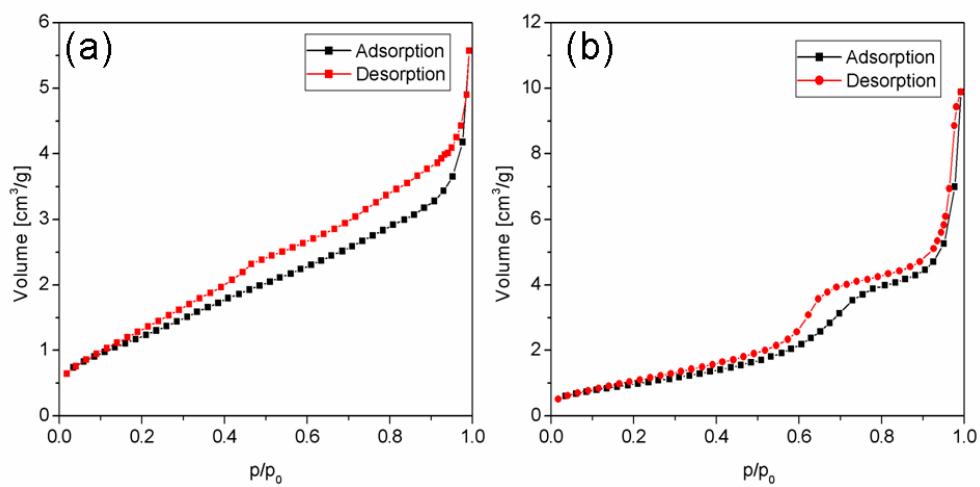 (a)
Adsorption
Desorption
Volume [cm³/g]
6
5
4
3
2
1
0
0.0 0.2 0.4 0.6 0.8 1.0
p/p₀
(b)
Adsorption
Desorption
Volume [cm³/g]
12
10
8
6
4
2
0
0.0 0.2 0.4 0.6 0.8 1.0
p/p₀